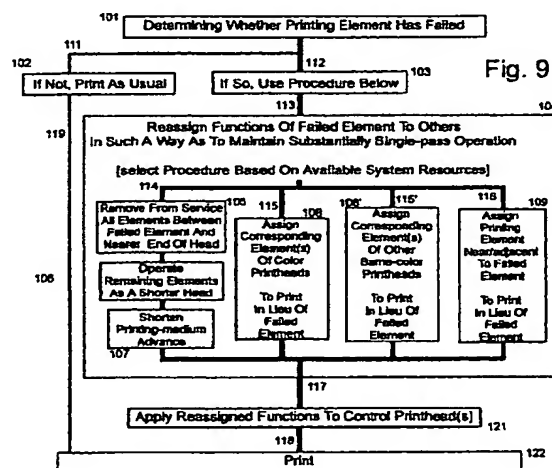 101
Determining Whether Printing Element Has Failed
111
102
112
103
Fig. 9
If Not, Print As Usual
If So, Use Procedure Below
119
113
Reassign Functions Of Failed Element To Others
In Such A Way As To Maintain Substantially Single-pass Operation
[select Procedure Based On Available System Resources]
114
105
115
108
108'
115'
116
109
Remove From Service
All Elements Between
Failed Element And
Nearer End Of Head
Operate
Remaining Elements
As A Shorter Head
Shorten
Printing-medium
Advance
106
107
Assign
Corresponding
Element(s)
Of Color
Printheads
To Print
In Lieu Of
Failed
Element
Assign
Corresponding
Element(s)
Of Other
Same-color
Printheads
To Print
In Lieu Of
Failed
Element
Assign
Printing
Element
Near/adjacent
To Failed
Element
To Print
In Lieu Of
Failed
Element
117
Apply Reassigned Functions To Control Printhead(s)
118
121
Print
122